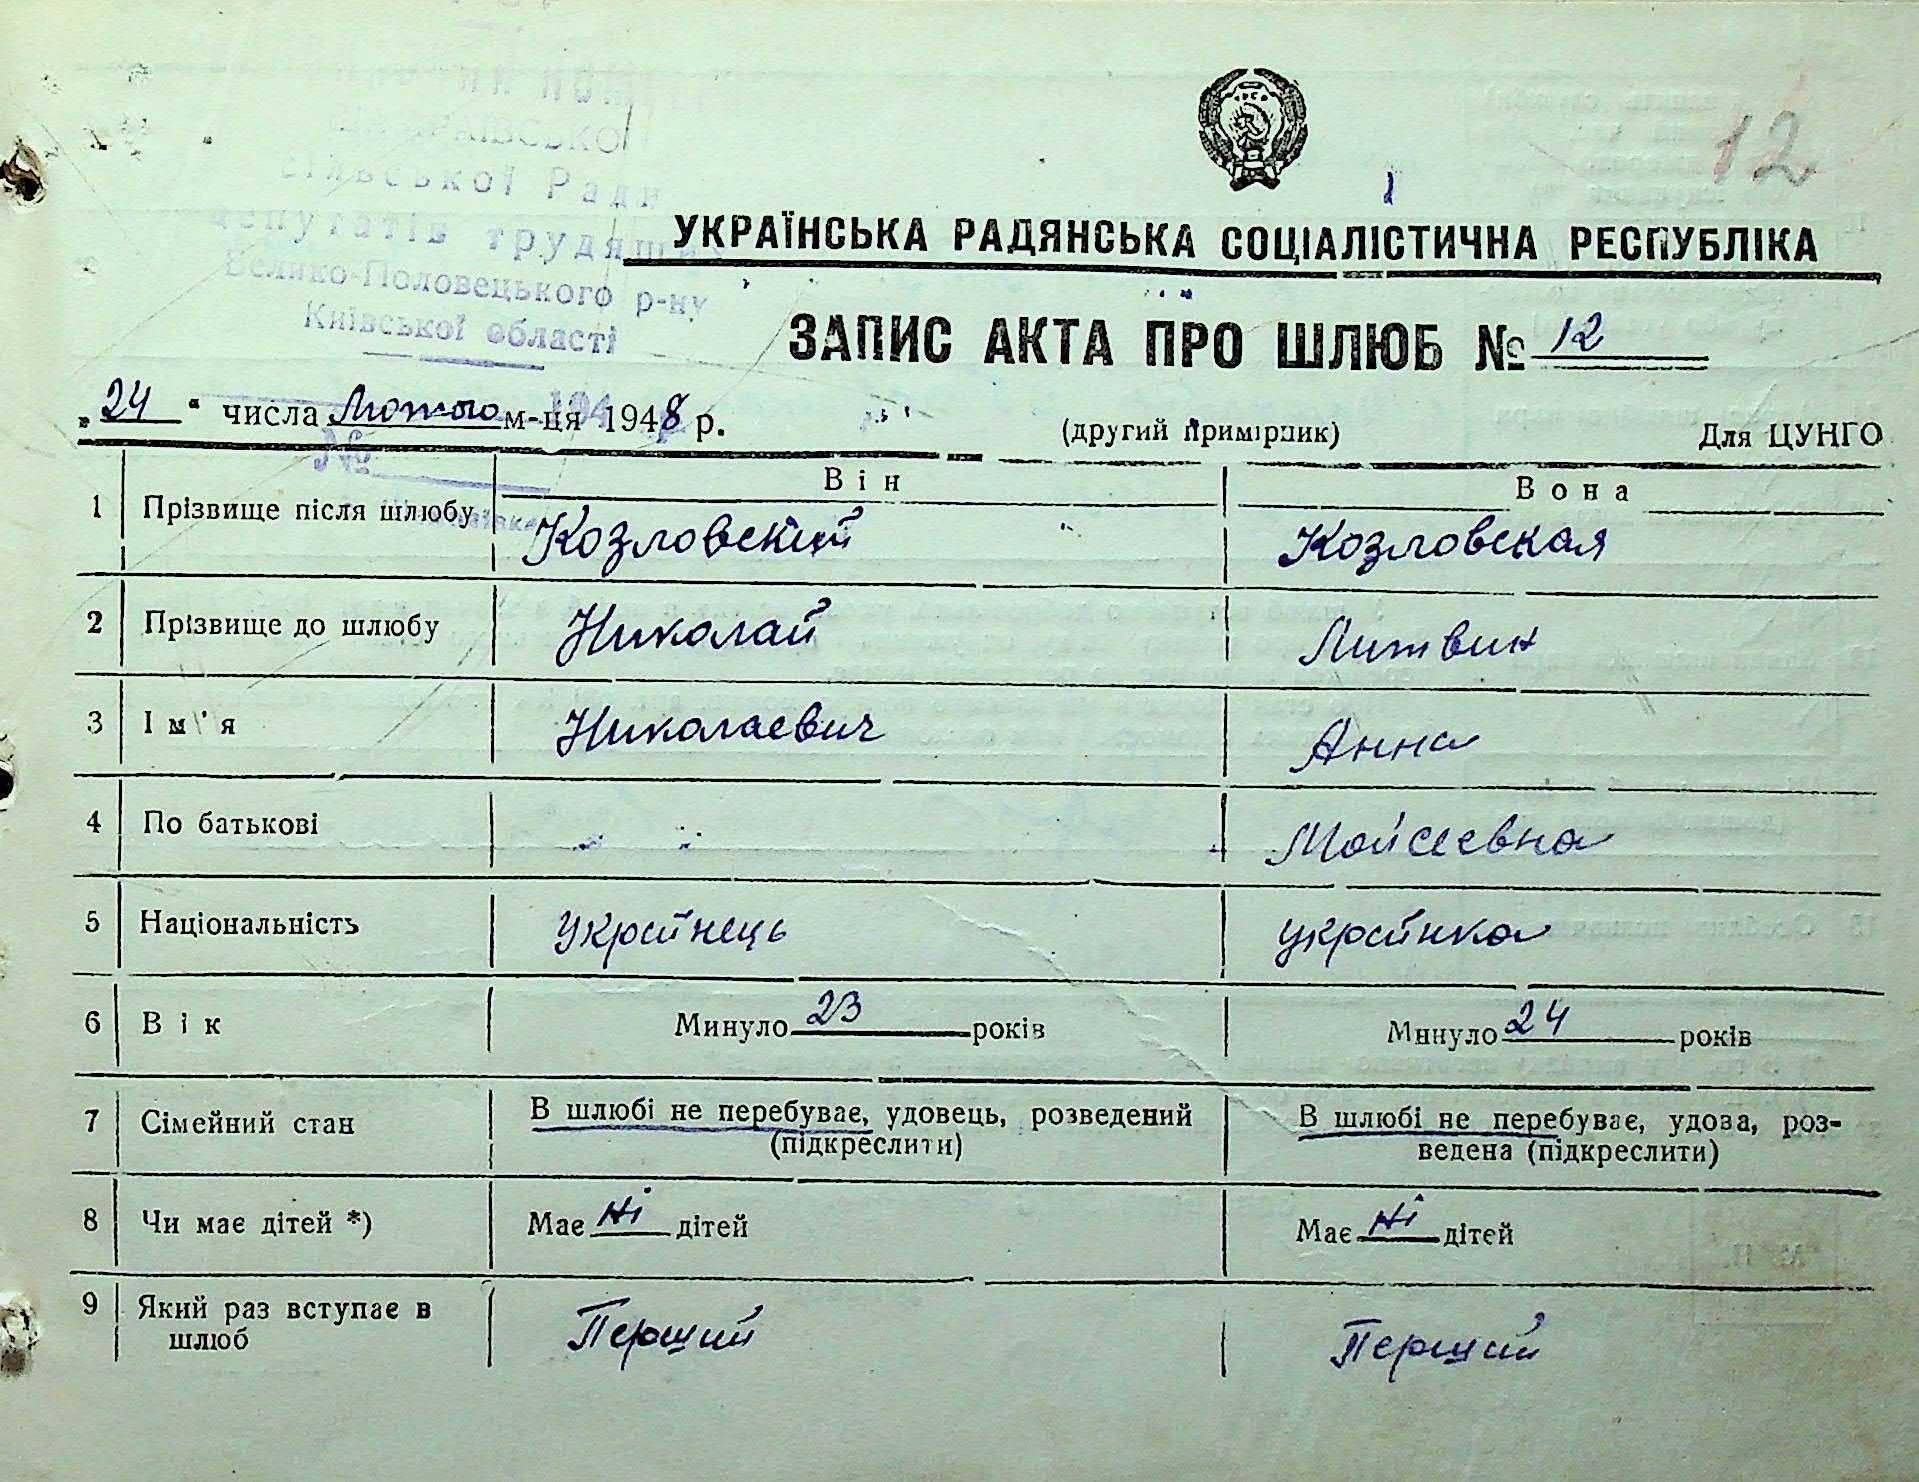 12
сільської Ради
депутатів трудящих
Велико-Половецького р-ну
Київської області
УКРАЇНСЬКА РАДЯНСЬКА СОЦІАЛІСТИЧНА РЕСПУБЛІКА
ЗАПИС АКТА ПРО ШЛЮБ № 12
„24“ числа Лютого м-ця 1948 р.
(другий примірник) Для ЦУНГО
Він Вона
1 Прізвище після шлюбу Козловский Козловская
2 Прізвище до шлюбу Николай Литвин
3 Ім'я Николаевич Анна
4 По батькові Мойсеевна
5 Національність Українець українка
6 Вік Минуло 23 років Минуло 24 років
7 Сімейний стан В шлюбі не перебуває, удовець, розведений (підкреслити) В шлюбі не перебуває, удова, роз-
ведена (підкреслити)
8 Чи має дітей *) Має ні дітей Має ні дітей
9 Який раз вступає в шлюб Перший Перший